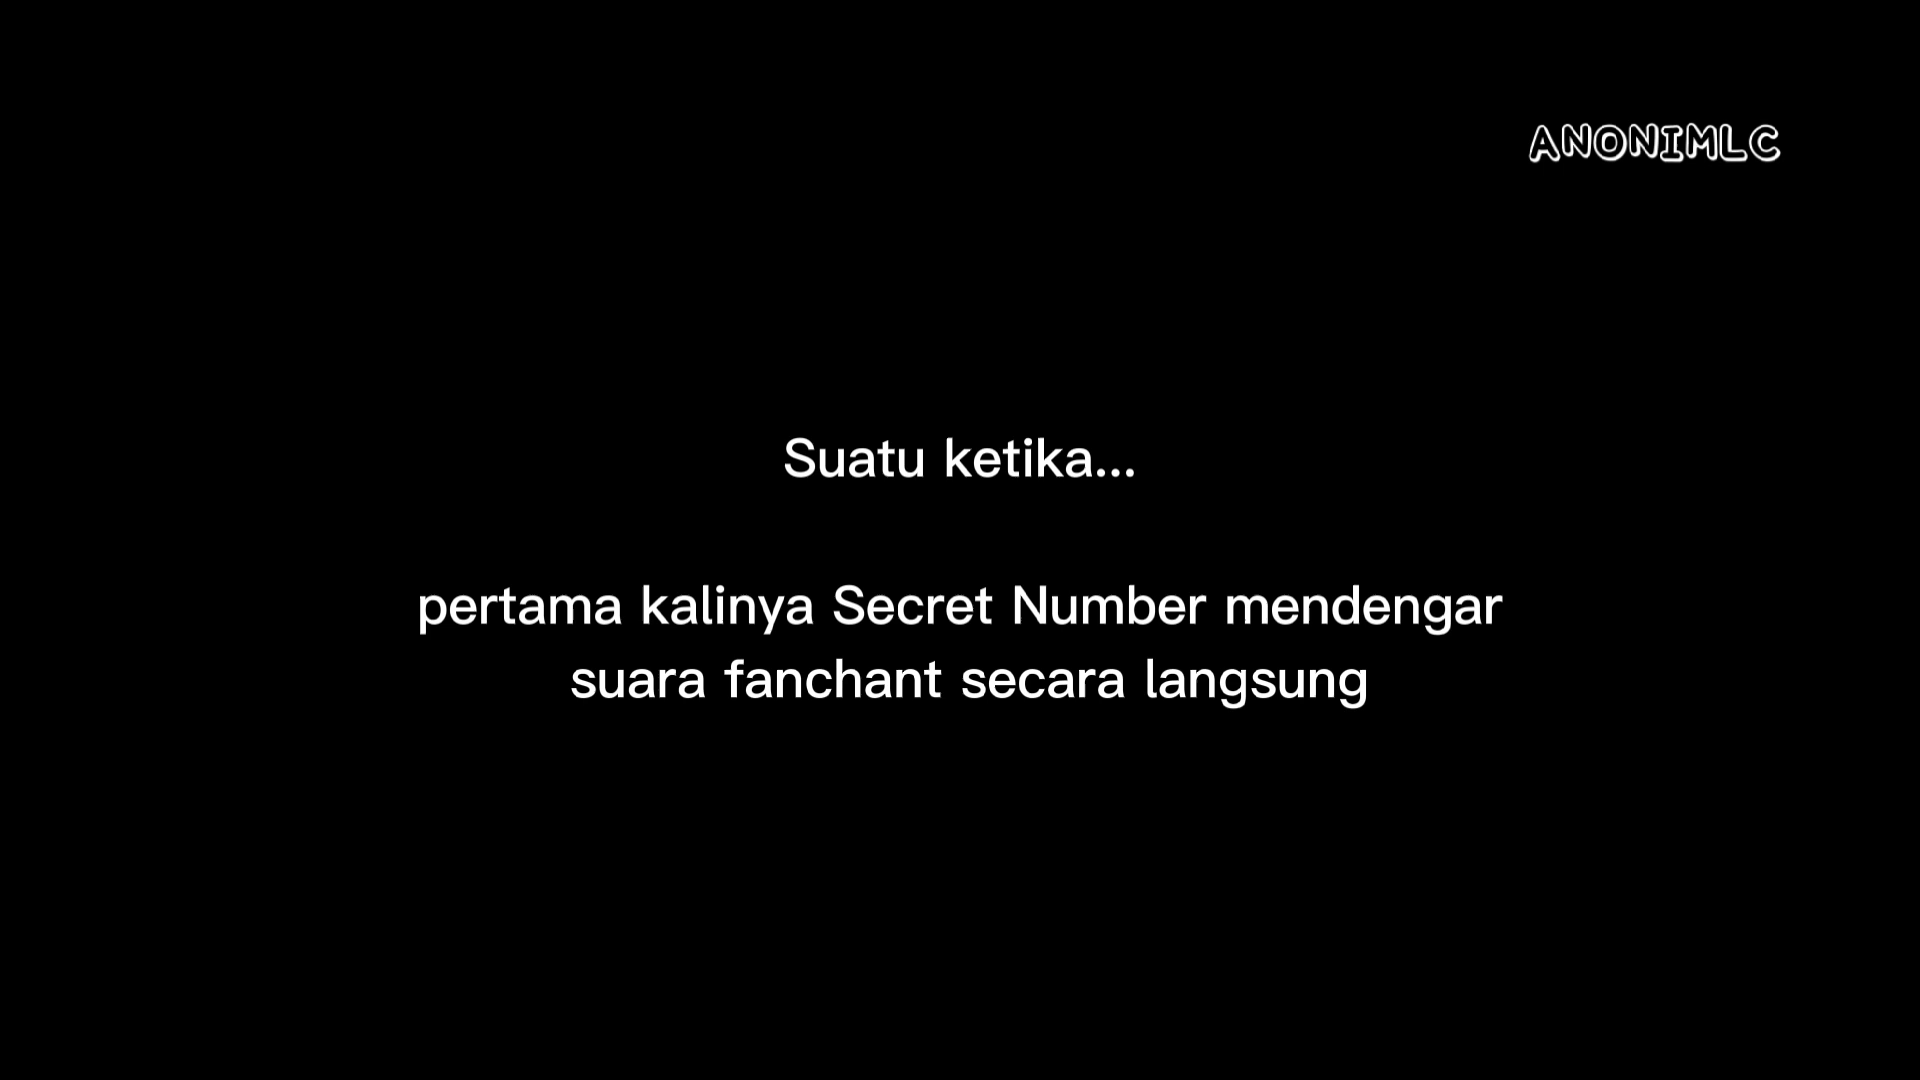 ANONIMLC
Suatu ketika...
pertama kalinya Secret Number mendengar
suara fanchant secara langsung